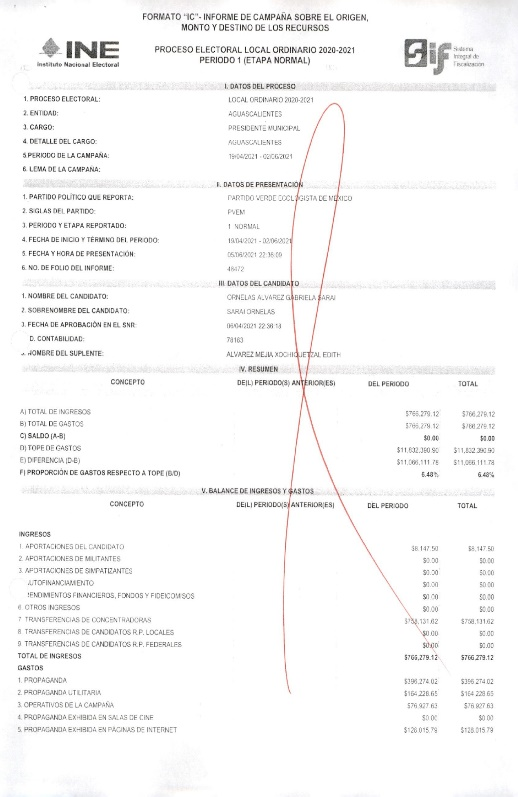 FORMATO "IC"- INFORME DE CAMPAÑA SOBRE EL ORIGEN,
MONTO Y DESTINO DE LOS RECURSOS
INE
Instituto Nacional Electoral
PROCESO ELECTORAL LOCAL ORDINARIO 2020-2021
PERIODO 1 (ETAPA NORMAL)
sif Sistema Integral de Fiscalización
I. DATOS DEL PROCESO
1. PROCESO ELECTORAL: LOCAL ORDINARIO 2020-2021
2. ENTIDAD: AGUASCALIENTES
3. CARGO: PRESIDENTE MUNICIPAL
4. DETALLE DEL CARGO: AGUASCALIENTES
5.PERIODO DE LA CAMPAÑA: 19/04/2021 - 02/06/2021
6. LEMA DE LA CAMPAÑA:
II. DATOS DE PRESENTACIÓN
1. PARTIDO POLÍTICO QUE REPORTA: PARTIDO VERDE ECOLOGISTA DE MÉXICO
2. SIGLAS DEL PARTIDO: PVEM
3. PERIODO Y ETAPA REPORTADO: 1 NORMAL
4. FECHA DE INICIO Y TÉRMINO DEL PERIODO: 19/04/2021 - 02/06/2021
5. FECHA Y HORA DE PRESENTACIÓN: 05/06/2021
6. NO. DE FOLIO DEL INFORME: 48472
III DATOS DEL CANDIDATO
1. NOMBRE DEL CANDIDATO: ORNELAS ALVAREZ GABRIELA SARAI
2. SOBRENOMBRE DEL CANDIDATO: SARAI ORNELAS
3. FECHA DE APROBACIÓN EN EL SNR: 06/04/2021 22:36:18
D. CONTABILIDAD: 78163
NOMBRE DEL SUPLENTE: ALVAREZ MEJIA XOCHIQUETZAL EDITH
IV. RESUMEN
CONCEPTO DE(L) PERIODO(S) ANTERIOR(ES) DEL PERIODO TOTAL
A) TOTAL DE INGRESOS $766,279.12 $766,279.12
B) TOTAL DE GASTOS $766,279.12 $766,279.12
C) SALDO (A-B) $0.00 $0.00
D) TOPE DE GASTOS $11,832,390.90 $11,832,390.90
E) DIFERENCIA (D-B) $11,066,111.78 $11,066,111.78
F) PROPORCIÓN DE GASTOS RESPECTO A TOPE (B/D) 6.48% 6.48%
V. BALANCE DE INGRESOS Y GASTOS
CONCEPTO DE(L) PERIODO(S) ANTERIOR(ES) DEL PERIODO TOTAL
INGRESOS
1. APORTACIONES DEL CANDIDATO $8,147.50 $8,147.50
2. APORTACIONES DE MILITANTES $0.00 $0.00
3. APORTACIONES DE SIMPATIZANTES $0.00 $0.00
UTOFINANCIAMIENTO $0.00 $0.00
ENDIMIENTOS FINANCIEROS, FONDOS Y FIDEICOMISOS $0.00 $0.00
6. OTROS INGRESOS $0.00 $0.00
7. TRANSFERENCIAS DE CONCENTRADORAS $758,131.62 $758,131.62
8. TRANSFERENCIAS DE CANDIDATOS R.P. LOCALES $0.00 $0.00
9. TRANSFERENCIAS DE CANDIDATOS R.P. FEDERALES $0.00 $0.00
TOTAL DE INGRESOS $766,279.12 $766,279.12
GASTOS
1. PROPAGANDA $396,274.02 $396,274.02
2. PROPAGANDA UTILITARIA $164,228.65 $164,228.65
3. OPERATIVOS DE LA CAMPAÑA $76,927.63 $76,927.63
4. PROPAGANDA EXHIBIDA EN SALAS DE CINE $0.00 $0.00
5. PROPAGANDA EXHIBIDA EN PÁGINAS DE INTERNET $128,015.79 $128,015.79